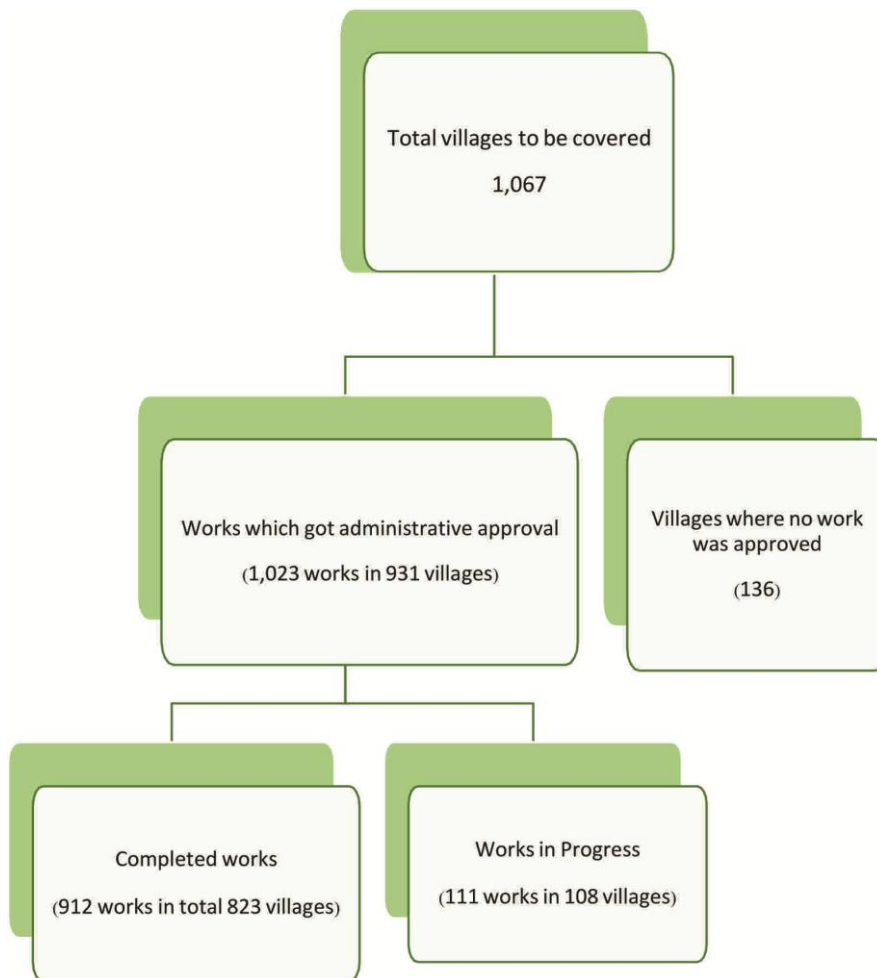 Total villages to be covered
1,067
Works which got administrative approval
(1,023 works in 931 villages)
Villages where no work
was approved
(136)
Completed works
(912 works in total 823 villages)
Works in Progress
(111 works in 108 villages)